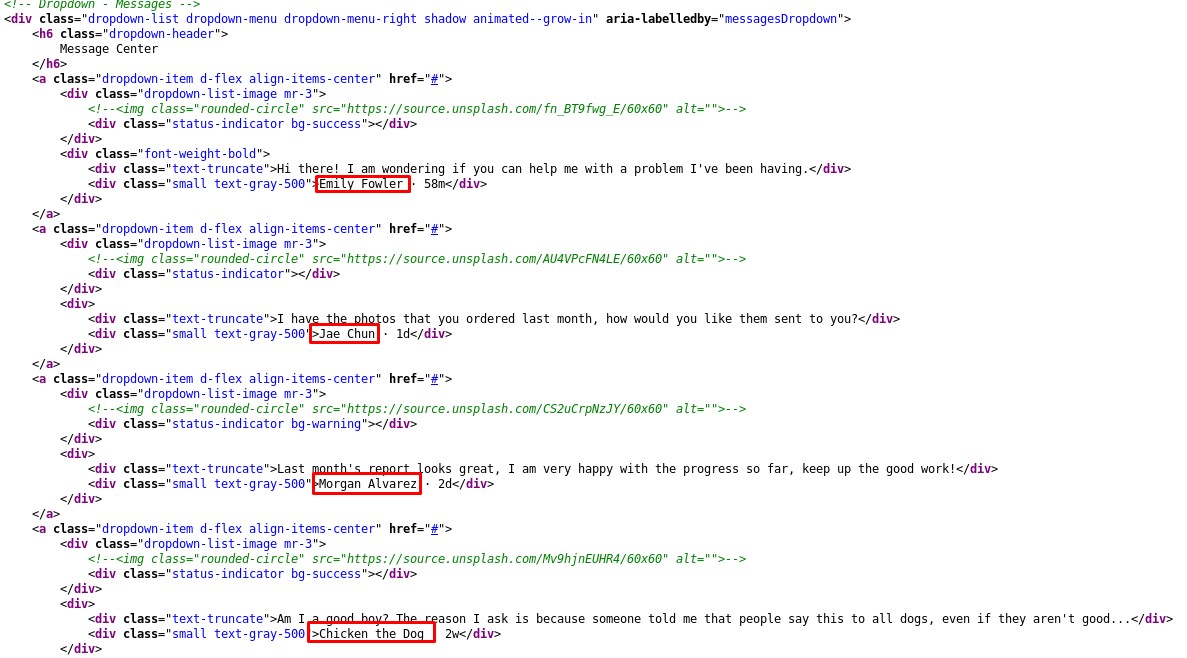 <!-- Dropdown - Messages -->
<div class="dropdown-list dropdown-menu dropdown-menu-right shadow animated--grow-in" aria-labelledby="messagesDropdown">
<h6 class="dropdown-header">
Message Center
</h6>
<a class="dropdown-item d-flex align-items-center" href="#">
<div class="dropdown-list-image mr-3">
<!--<img class="rounded-circle" src="https://source.unsplash.com/fn_BT9fwg_E/60x60" alt="">-->
<div class="status-indicator bg-success"></div>
</div>
<div class="font-weight-bold">
<div class="text-truncate">Hi there! I am wondering if you can help me with a problem I've been having.</div>
<div class="small text-gray-500">Emily Fowler · 58m</div>
</div>
</a>
<a class="dropdown-item d-flex align-items-center" href="#">
<div class="dropdown-list-image mr-3">
<!--<img class="rounded-circle" src="https://source.unsplash.com/AU4VPcFN4LE/60x60" alt="">-->
<div class="status-indicator"></div>
</div>
<div>
<div class="text-truncate">I have the photos that you ordered last month, how would you like them sent to you?</div>
<div class="small text-gray-500">Jae Chun · 1d</div>
</div>
</a>
<a class="dropdown-item d-flex align-items-center" href="#">
<div class="dropdown-list-image mr-3">
<!--<img class="rounded-circle" src="https://source.unsplash.com/CS2uCrpNzJY/60x60" alt="">-->
<div class="status-indicator bg-warning"></div>
</div>
<div>
<div class="text-truncate">Last month's report looks great, I am very happy with the progress so far, keep up the good work!</div>
<div class="small text-gray-500">Morgan Alvarez · 2d</div>
</div>
</a>
<a class="dropdown-item d-flex align-items-center" href="#">
<div class="dropdown-list-image mr-3">
<!--<img class="rounded-circle" src="https://source.unsplash.com/Mv9hjnEUHR4/60x60" alt="">-->
<div class="status-indicator bg-success"></div>
</div>
<div>
<div class="text-truncate">Am I a good boy? The reason I ask is because someone told me that people say this to all dogs, even if they aren't good...</div>
<div class="small text-gray-500">Chicken the Dog 2w</div>
</div>